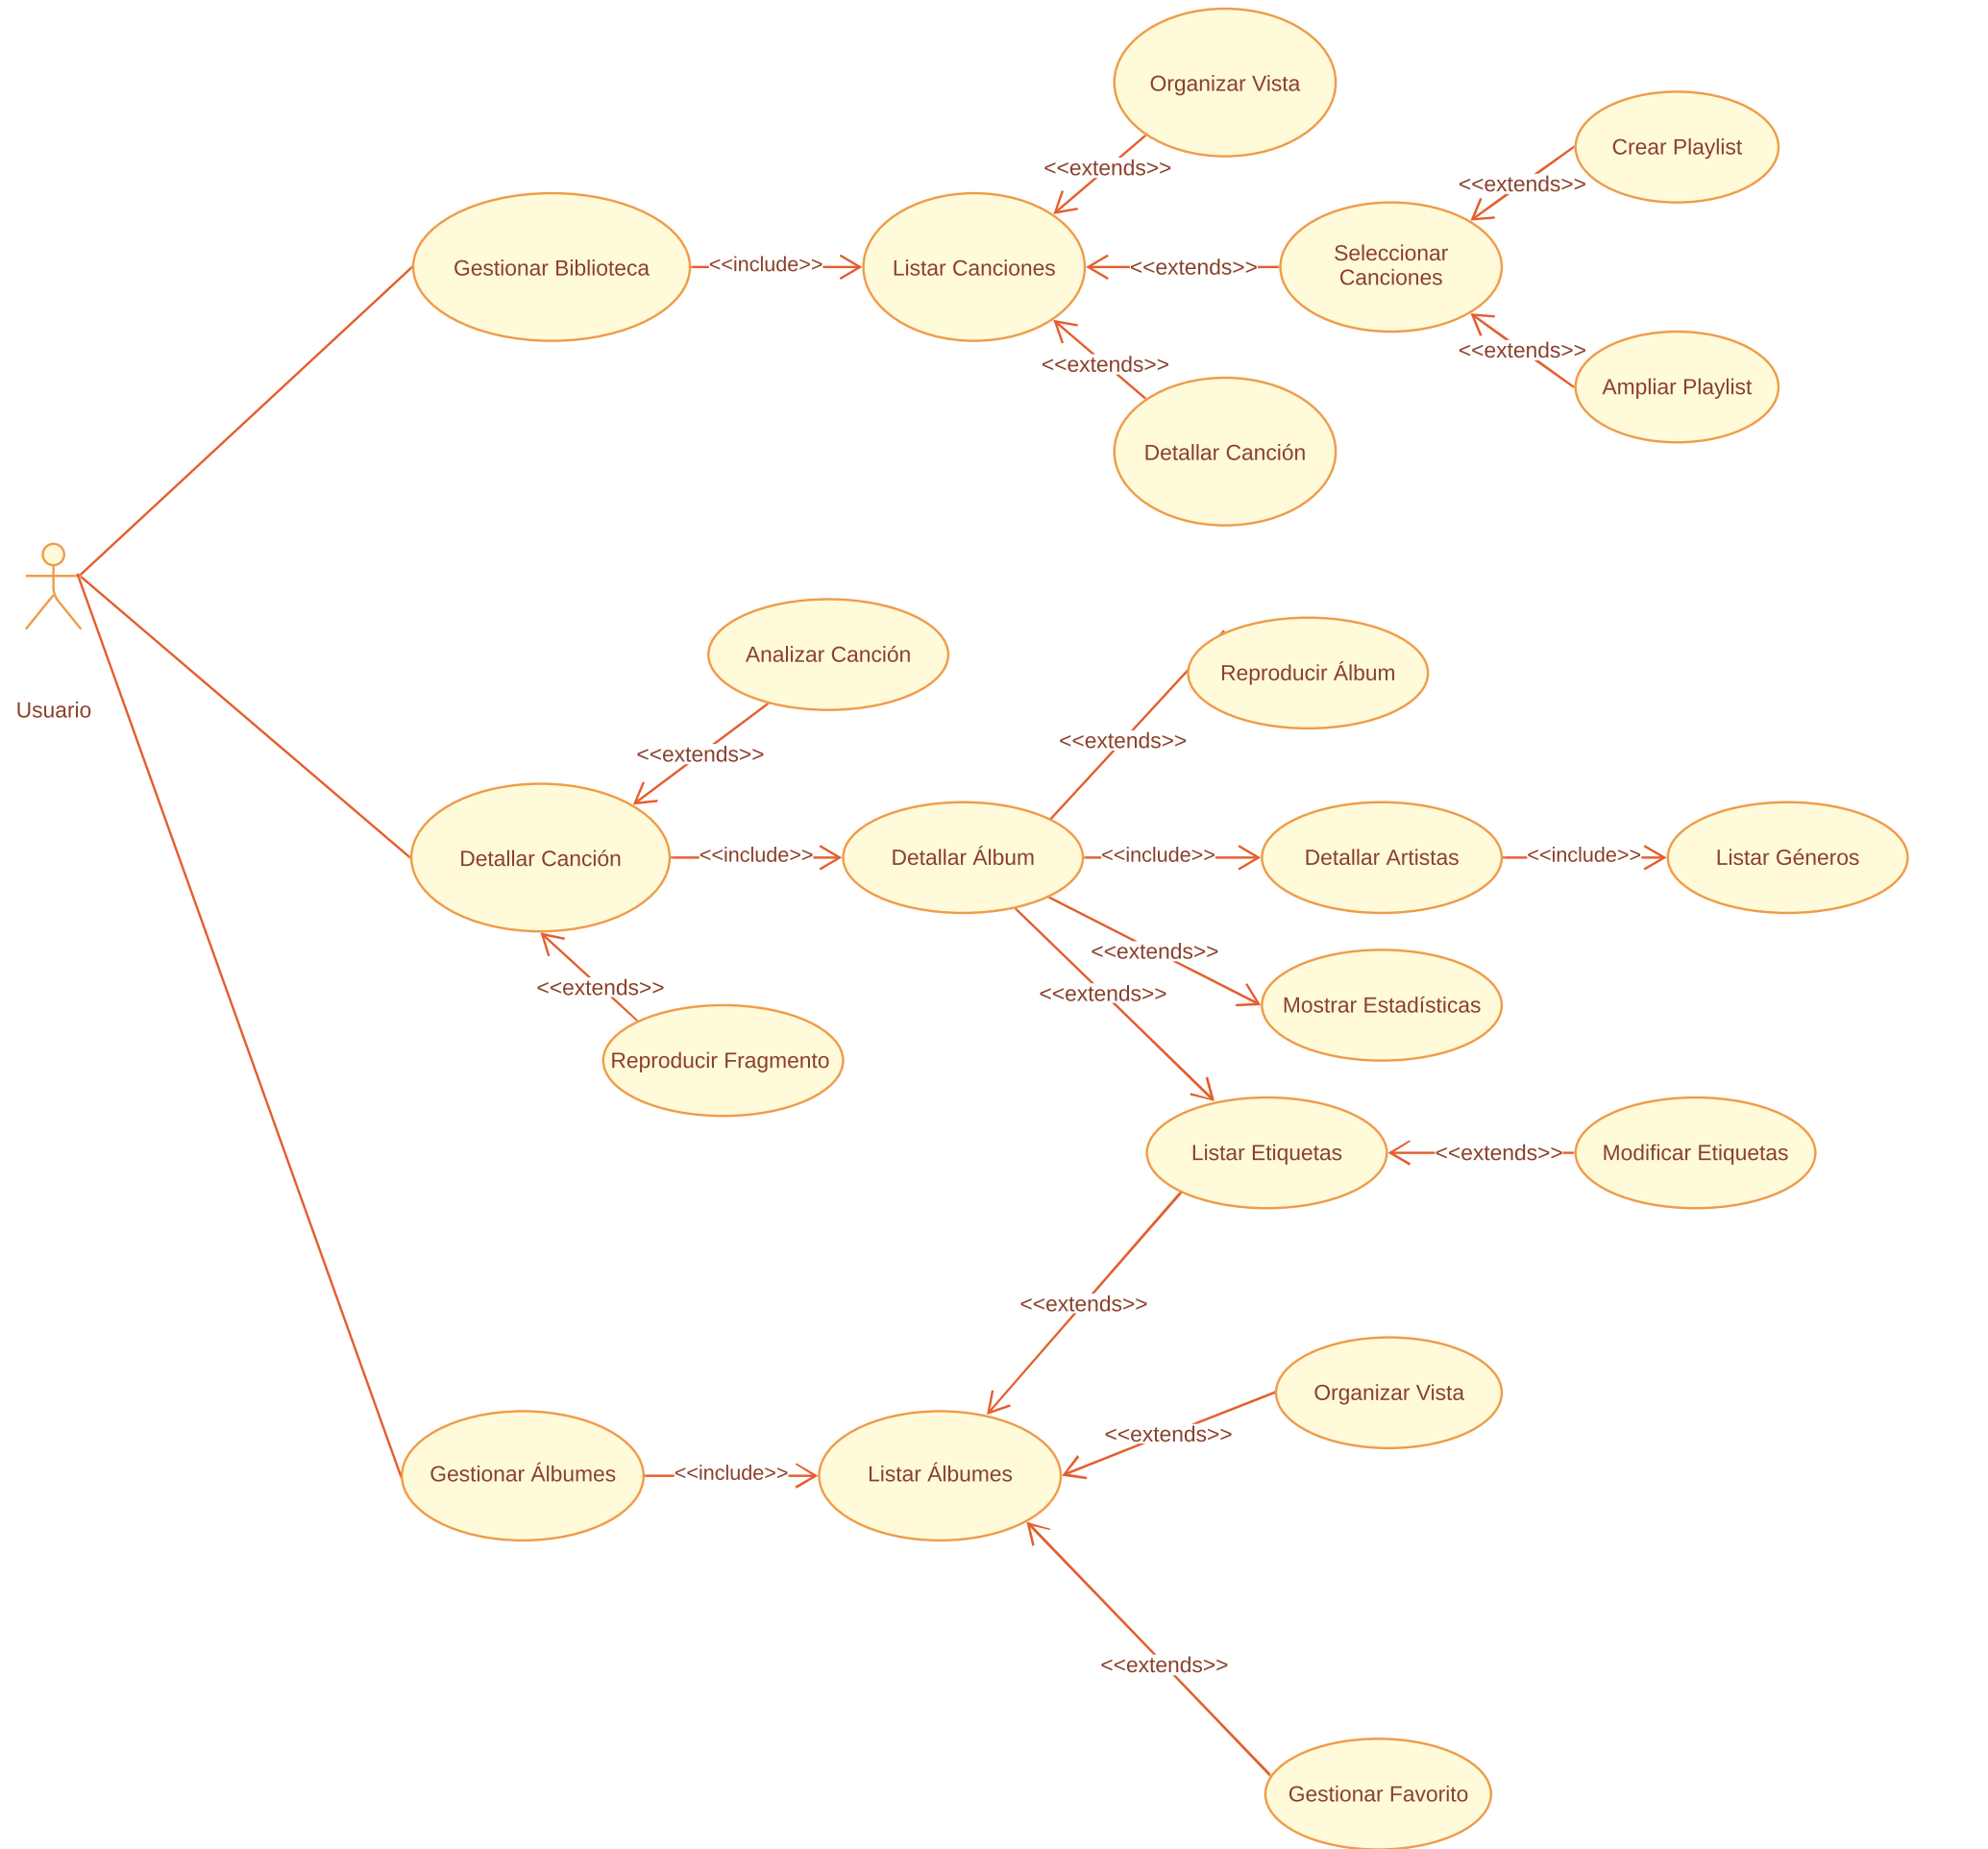 Organizar Vista
Crear Playlist
<<extends>>
<<extends>>
Gestionar Biblioteca
<<include>>
Listar Canciones
<<extends>>
Seleccionar
Canciones
<<extends>>
<<extends>>
Ampliar Playlist
Detallar Canción
Usuario
Analizar Canción
Reproducir Álbum
<<extends>>
<<extends>>
Detallar Canción
<<include>>
Detallar Álbum
<<include>>
Detallar Artistas
<<include>>
Listar Géneros
<<extends>>
<<extends>>
<<extends>>
Mostrar Estadísticas
Reproducir Fragmento
Listar Etiquetas
<<extends>>
Modificar Etiquetas
<<extends>>
Organizar Vista
<<extends>>
Gestionar Álbumes
<<include>>
Listar Álbumes
<<extends>>
Gestionar Favorito